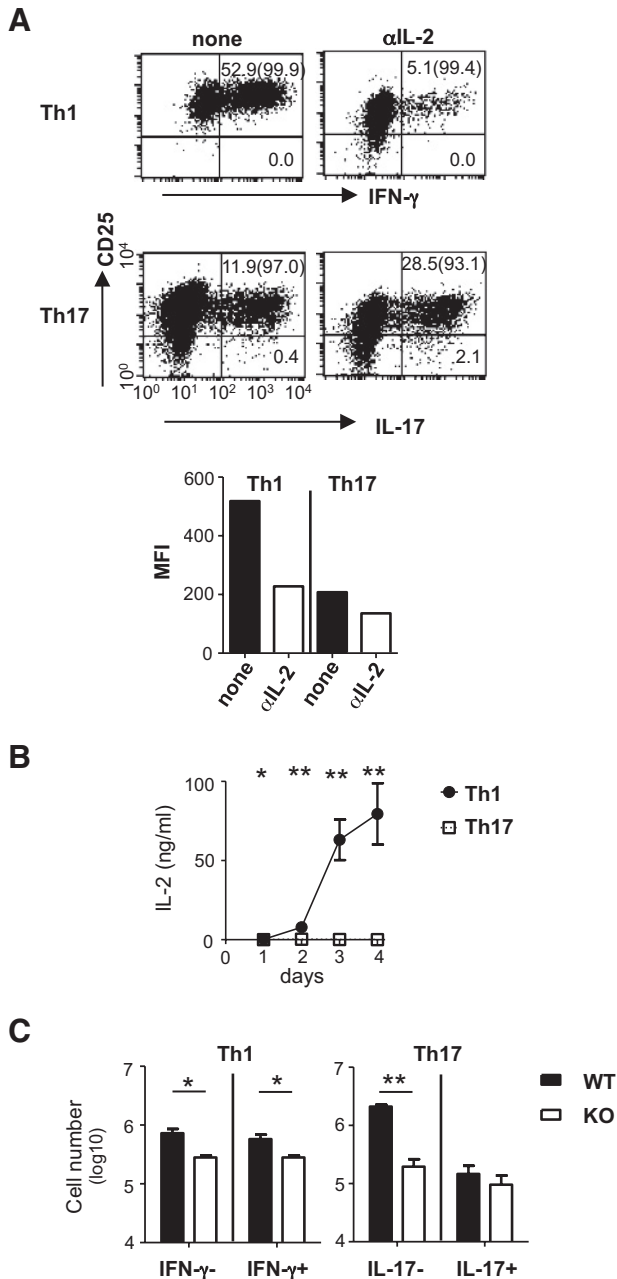 A
none αIL-2
Th1
52.9(99.9) 5.1(99.4)
0.0 0.0
IFN-γ
CD25
10⁴
10⁰
Th17
11.9(97.0) 28.5(93.1)
0.4 2.1
10⁰ 10¹ 10² 10³ 10⁴
IL-17
Th1 Th17
MFI
600
400
200
0
none αIL-2 none αIL-2
B
* ** ** **
IL-2 (ng/ml)
100
50
0
0 1 2 3 4
days
Th1
Th17
C
Th1 Th17
Cell number
(log10)
7 7
6 6
5 5
4 4
* * **
IFN-γ- IFN-γ+ IL-17- IL-17+
WT
KO